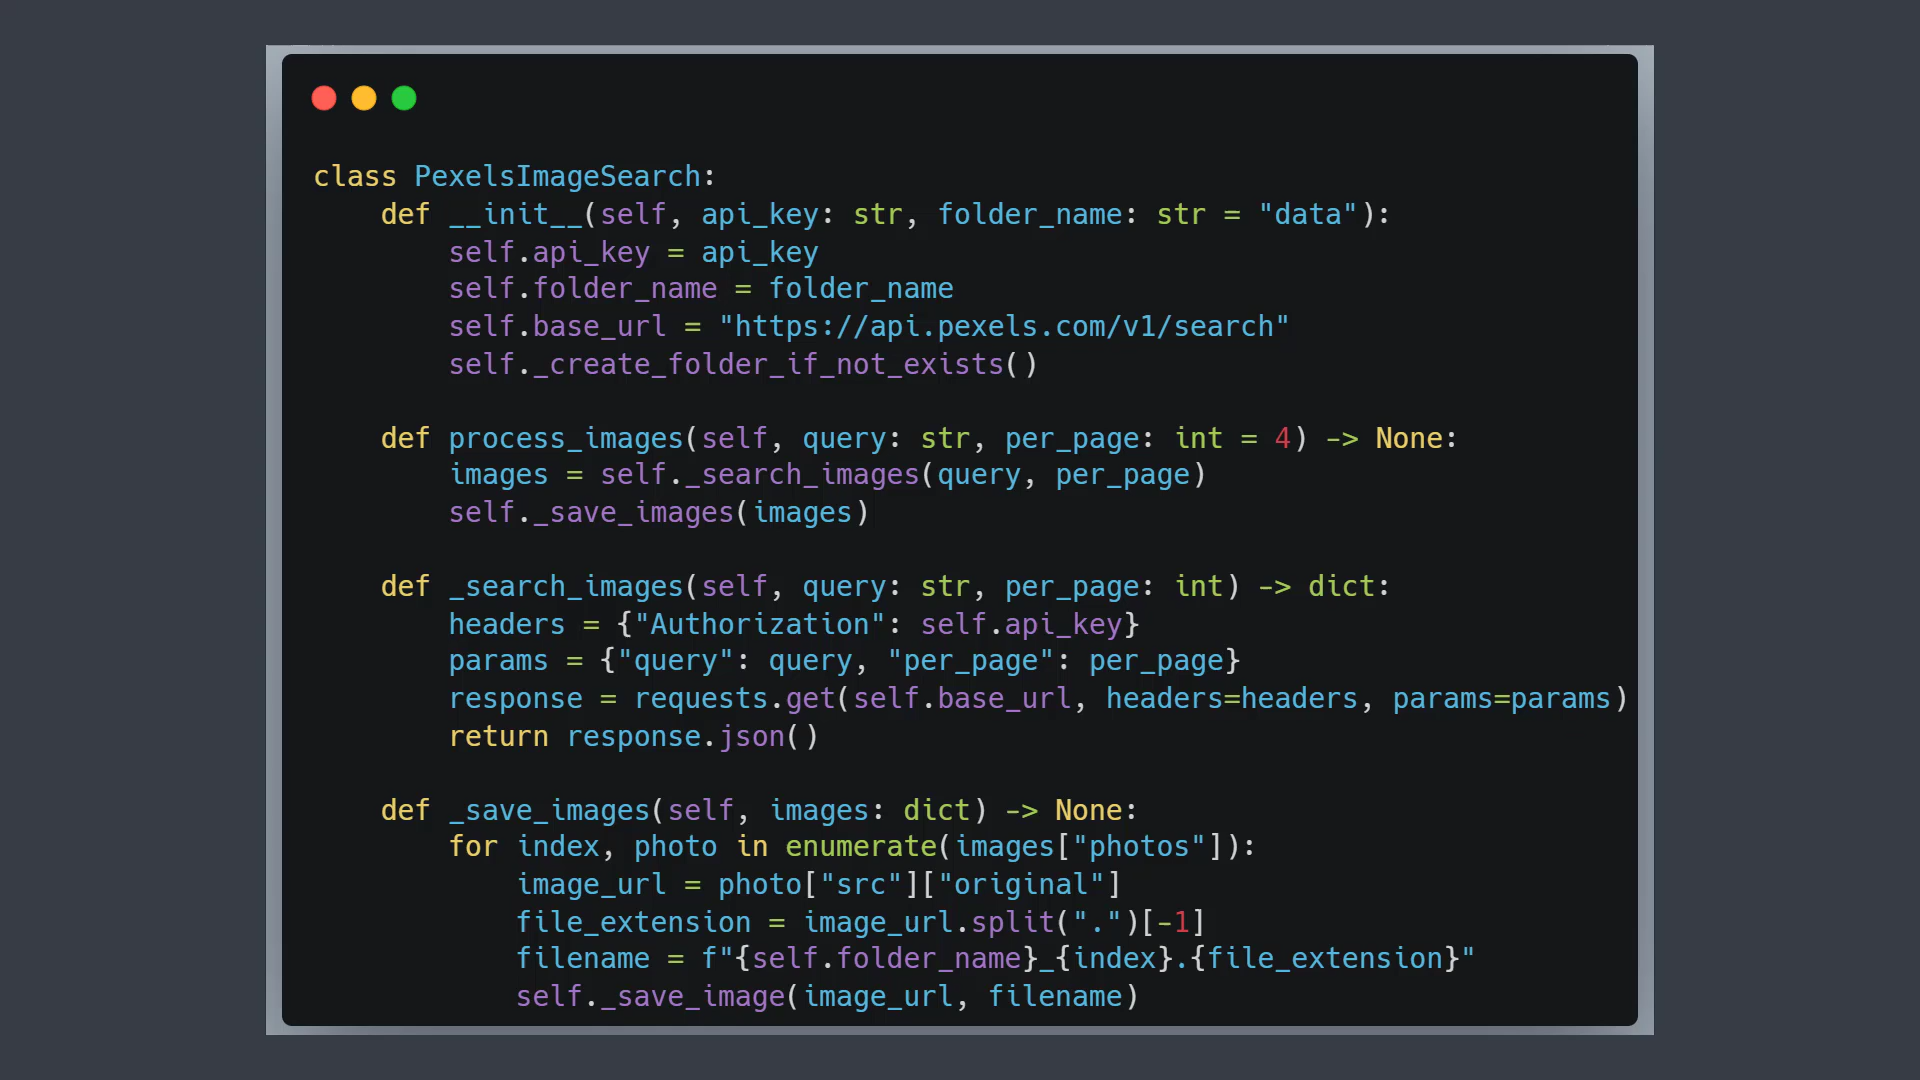 class PexelsImageSearch:
    def __init__(self, api_key: str, folder_name: str = "data"):
        self.api_key = api_key
        self.folder_name = folder_name
        self.base_url = "https://api.pexels.com/v1/search"
        self._create_folder_if_not_exists()

    def process_images(self, query: str, per_page: int = 4) -> None:
        images = self._search_images(query, per_page)
        self._save_images(images)

    def _search_images(self, query: str, per_page: int) -> dict:
        headers = {"Authorization": self.api_key}
        params = {"query": query, "per_page": per_page}
        response = requests.get(self.base_url, headers=headers, params=params)
        return response.json()

    def _save_images(self, images: dict) -> None:
        for index, photo in enumerate(images["photos"]):
            image_url = photo["src"]["original"]
            file_extension = image_url.split(".")[-1]
            filename = f"{self.folder_name}_{index}.{file_extension}"
            self._save_image(image_url, filename)